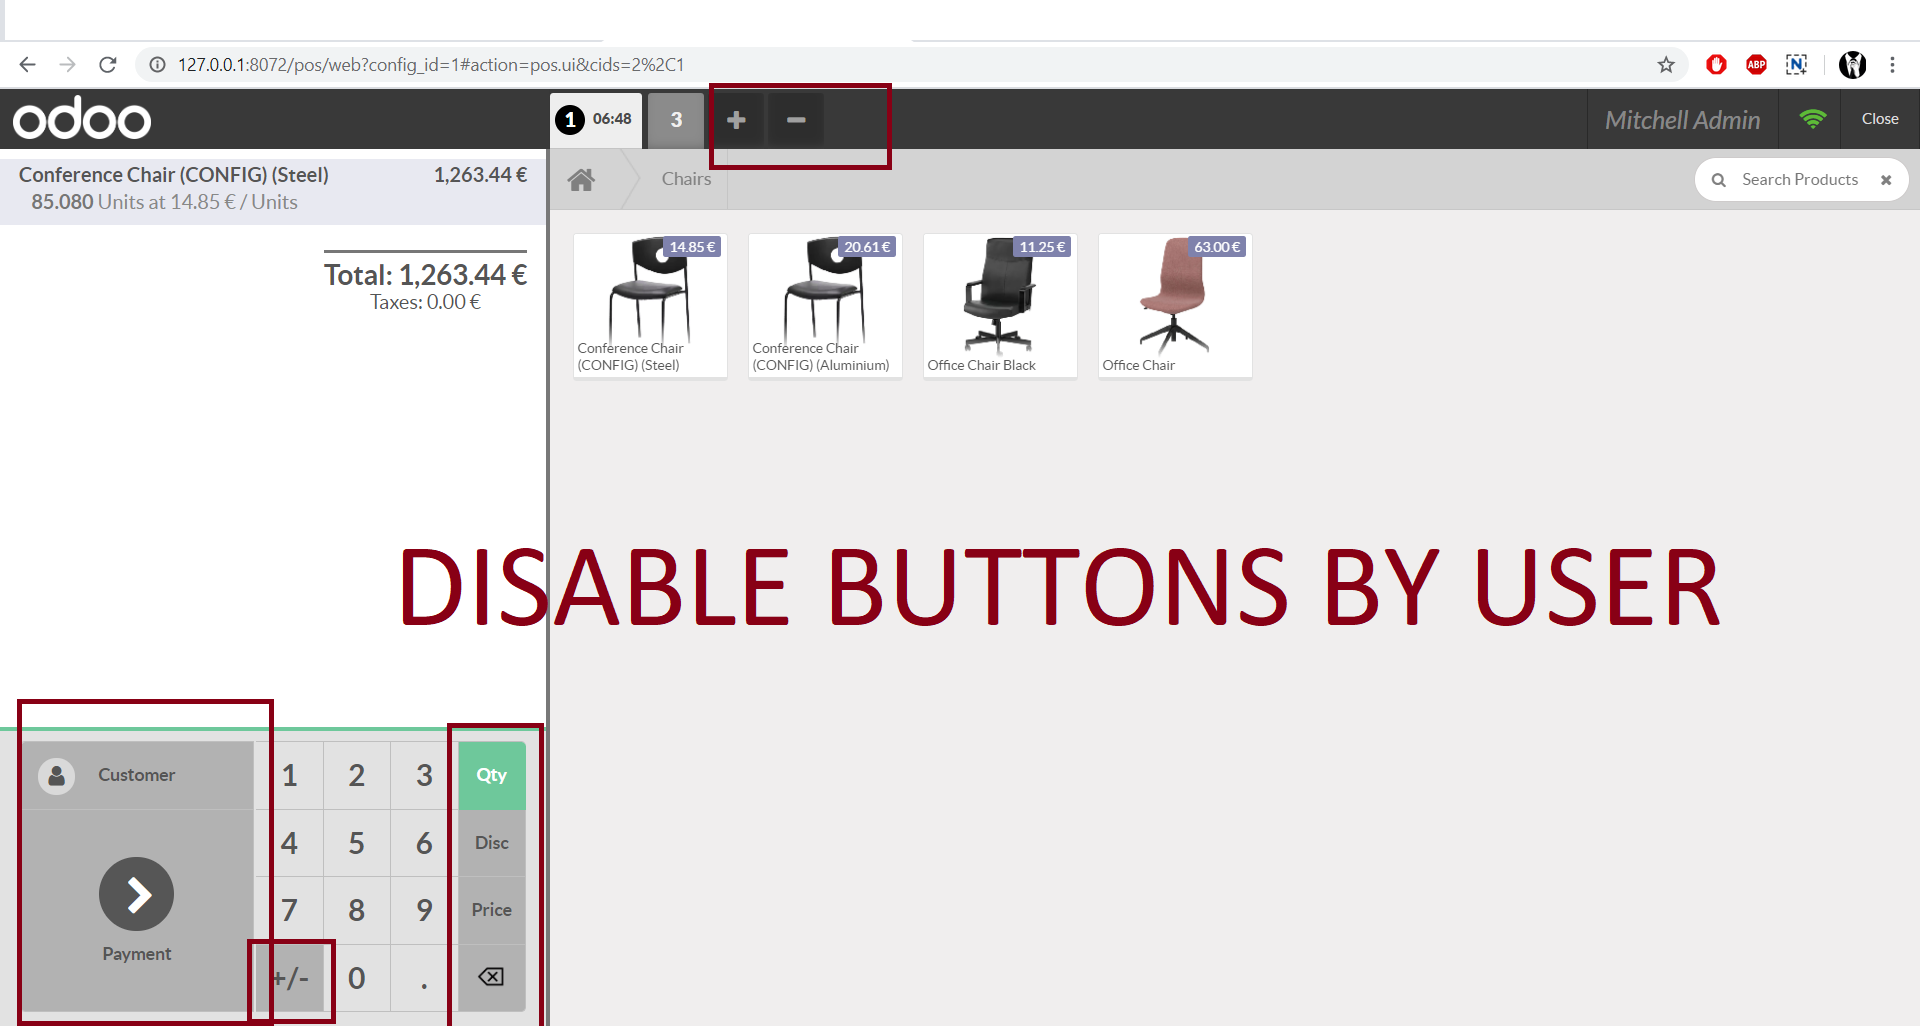 127.0.0.1:8072/pos/web?config_id=1#action=pos.ui&cids=2%2C1
ABP
N
odoo
1 06:48 3 + −
Mitchell Admin
Close
Conference Chair (CONFIG) (Steel) 1,263.44 €
85.080 Units at 14.85 € / Units
Total: 1,263.44 €
Taxes: 0.00 €
Chairs
Search Products
14.85 €
Conference Chair
(CONFIG) (Steel)
20.61 €
Conference Chair
(CONFIG) (Aluminium)
11.25 €
Office Chair Black
63.00 €
Office Chair
DISABLE BUTTONS BY USER
Customer
Payment
1 2 3 Qty
4 5 6 Disc
7 8 9 Price
+/- 0 .